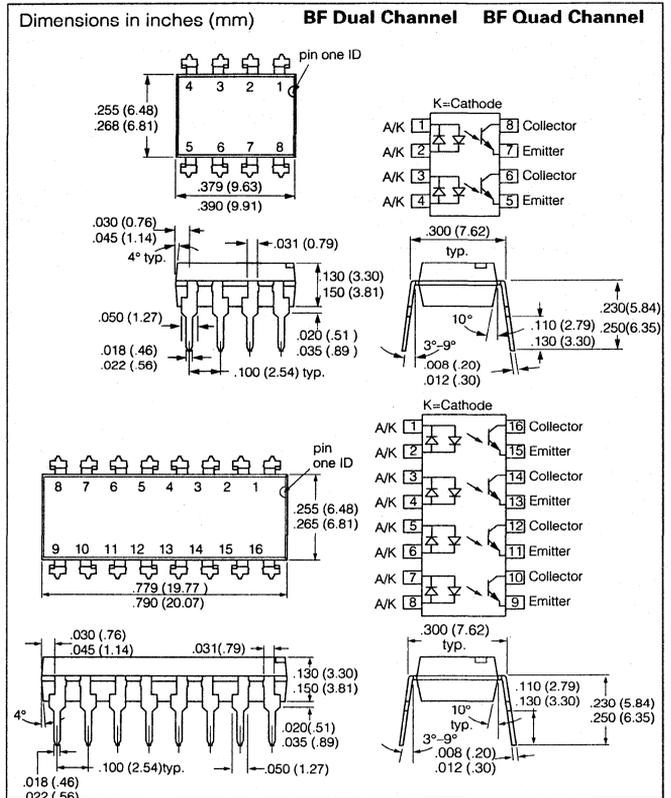 Dimensions in inches (mm)
BF Dual Channel
BF Quad Channel
pin one ID
4 3 2 1
5 6 7 8
.255 (6.48)
.268 (6.81)
.379 (9.63)
.390 (9.91)
K=Cathode
A/K 1 8 Collector
A/K 2 7 Emitter
A/K 3 6 Collector
A/K 4 5 Emitter
.030 (0.76)
.045 (1.14)
4° typ.
.031 (0.79)
.130 (3.30)
.150 (3.81)
.050 (1.27)
.020 (.51 )
.035 (.89 )
.018 (.46)
.022 (.56)
.100 (2.54) typ.
.300 (7.62)
typ.
.230(5.84)
.250(6.35)
10°
.110 (2.79)
.130 (3.30)
3°-9°
.008 (.20)
.012 (.30)
pin
one ID
8 7 6 5 4 3 2 1
9 10 11 12 13 14 15 16
.255 (6.48)
.265 (6.81)
.779 (19.77 )
.790 (20.07)
K=Cathode
A/K 1 16 Collector
A/K 2 15 Emitter
A/K 3 14 Collector
A/K 4 13 Emitter
A/K 5 12 Collector
A/K 6 11 Emitter
A/K 7 10 Collector
A/K 8 9 Emitter
.030 (.76)
.045 (1.14)
.031(.79)
.130 (3.30)
.150 (3.81)
4°
.020(.51)
.035 (.89)
.100 (2.54)typ.
.050 (1.27)
.018 (.46)
.022 (.56)
.300 (7.62)
typ.
.110 (2.79)
.130 (3.30)
.230 (5.84)
.250 (6.35)
10°
typ.
3°-9°
.008 (.20)
.012 (.30)